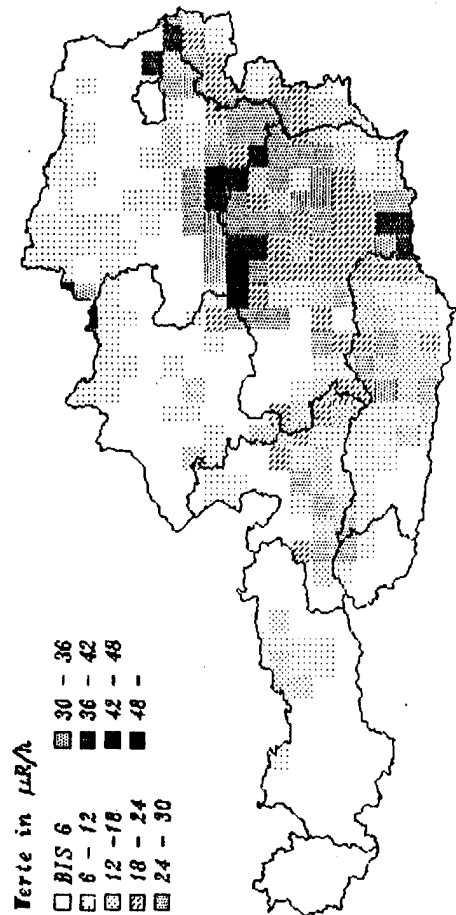 Werte in µR/h
BIS 6
6 - 12
12 -18
18 - 24
24 - 30
30 - 36
36 - 42
42 - 48
48 -